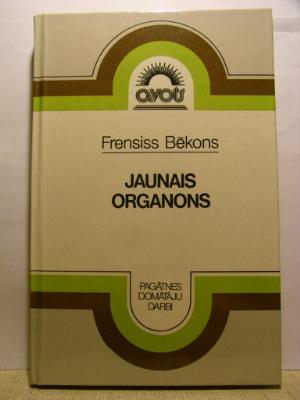 avots
Frensiss Bēkons
JAUNAIS
ORGANONS
PAGĀTNES
DOMĀTĀJU
DARBI